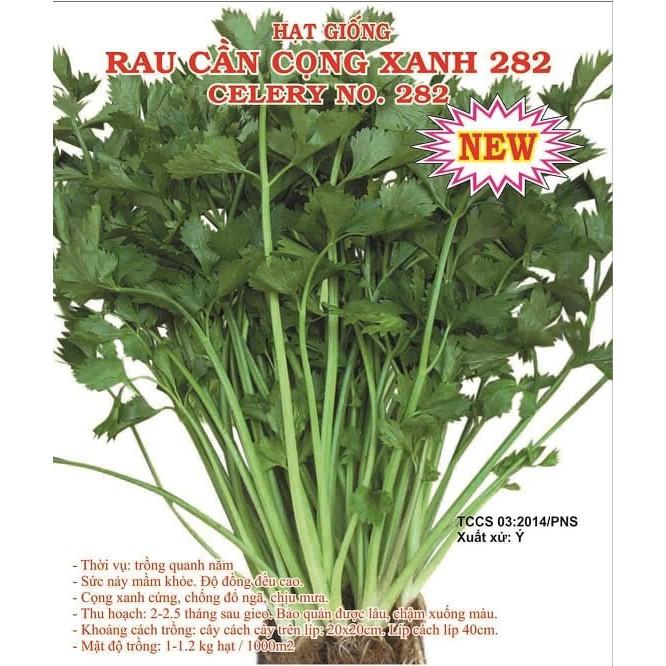 HẠT GIỐNG
RAU CẦN CỌNG XANH 282
CELERY NO. 282
NEW
TCCS 03:2014/PNS
Xuất xứ: Ý
- Thời vụ: trồng quanh năm
- Sức nảy mầm khỏe. Độ đồng đều cao.
- Cọng xanh cứng, chống đổ ngã, chịu mưa.
- Thu hoạch: 2-2.5 tháng sau gieo. Bảo quản được lâu, chậm xuống màu.
- Khoảng cách trồng: cây cách cây trên líp: 20x20cm. Líp cách líp 40cm.
- Mật độ trồng: 1-1.2 kg hạt / 1000m2